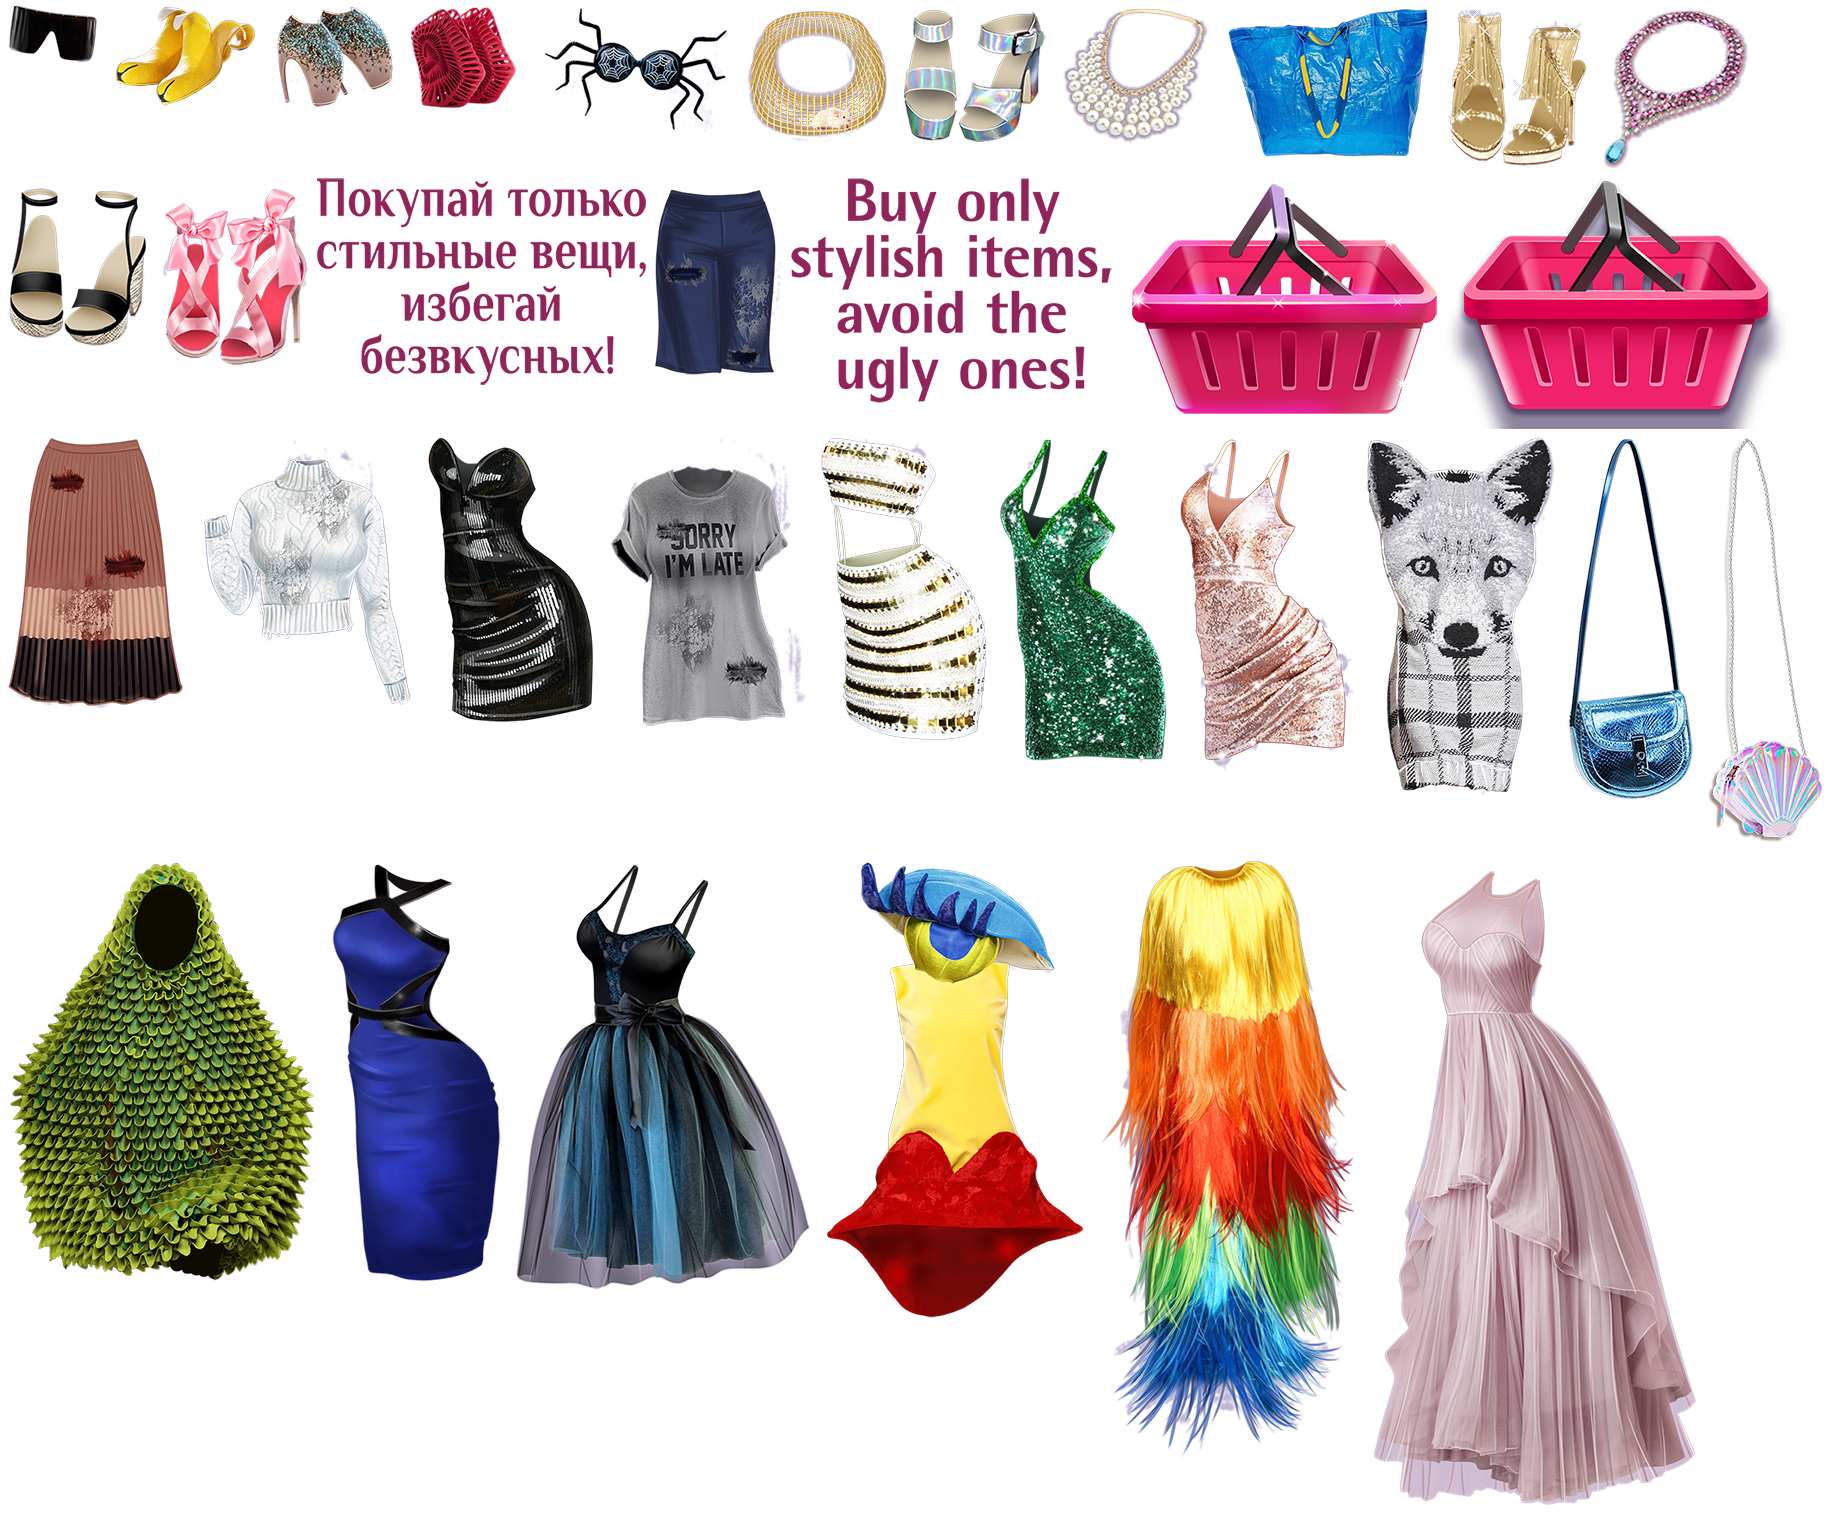 Покупай только
стильные вещи,
избегай
безвкусных!
Buy only
stylish items,
avoid the
ugly ones!
SORRY
I'M LATE